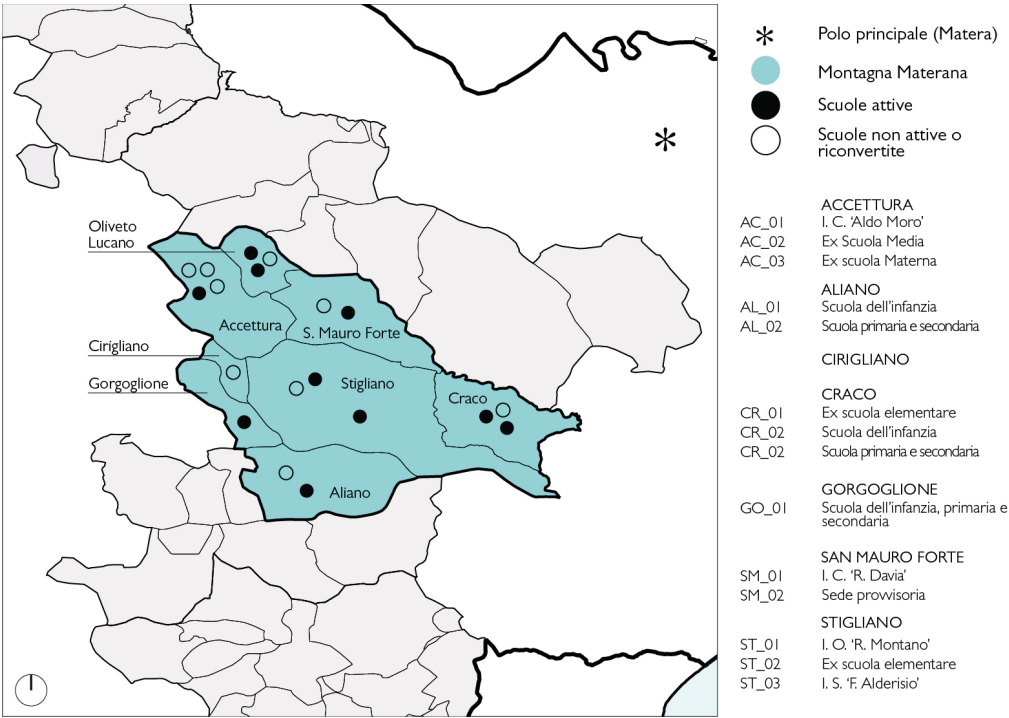 Oliveto
Lucano
Accettura
S. Mauro Forte
Cirigliano
Gorgoglione
Stigliano
Craco
Aliano
Polo principale (Matera)
Montagna Materana
Scuole attive
Scuole non attive o
riconvertite
ACCETTURA
AC_01 I. C. ‘Aldo Moro’
AC_02 Ex Scuola Media
AC_03 Ex scuola Materna
ALIANO
AL_01 Scuola dell’infanzia
AL_02 Scuola primaria e secondaria
CIRIGLIANO
CRACO
CR_01 Ex scuola elementare
CR_02 Scuola dell’infanzia
CR_02 Scuola primaria e secondaria
GORGOGLIONE
GO_01 Scuola dell’infanzia, primaria e
secondaria
SAN MAURO FORTE
SM_01 I. C. ‘R. Davia’
SM_02 Sede provvisoria
STIGLIANO
ST_01 I. O. ‘R. Montano’
ST_02 Ex scuola elementare
ST_03 I. S. ‘F. Alderisio’